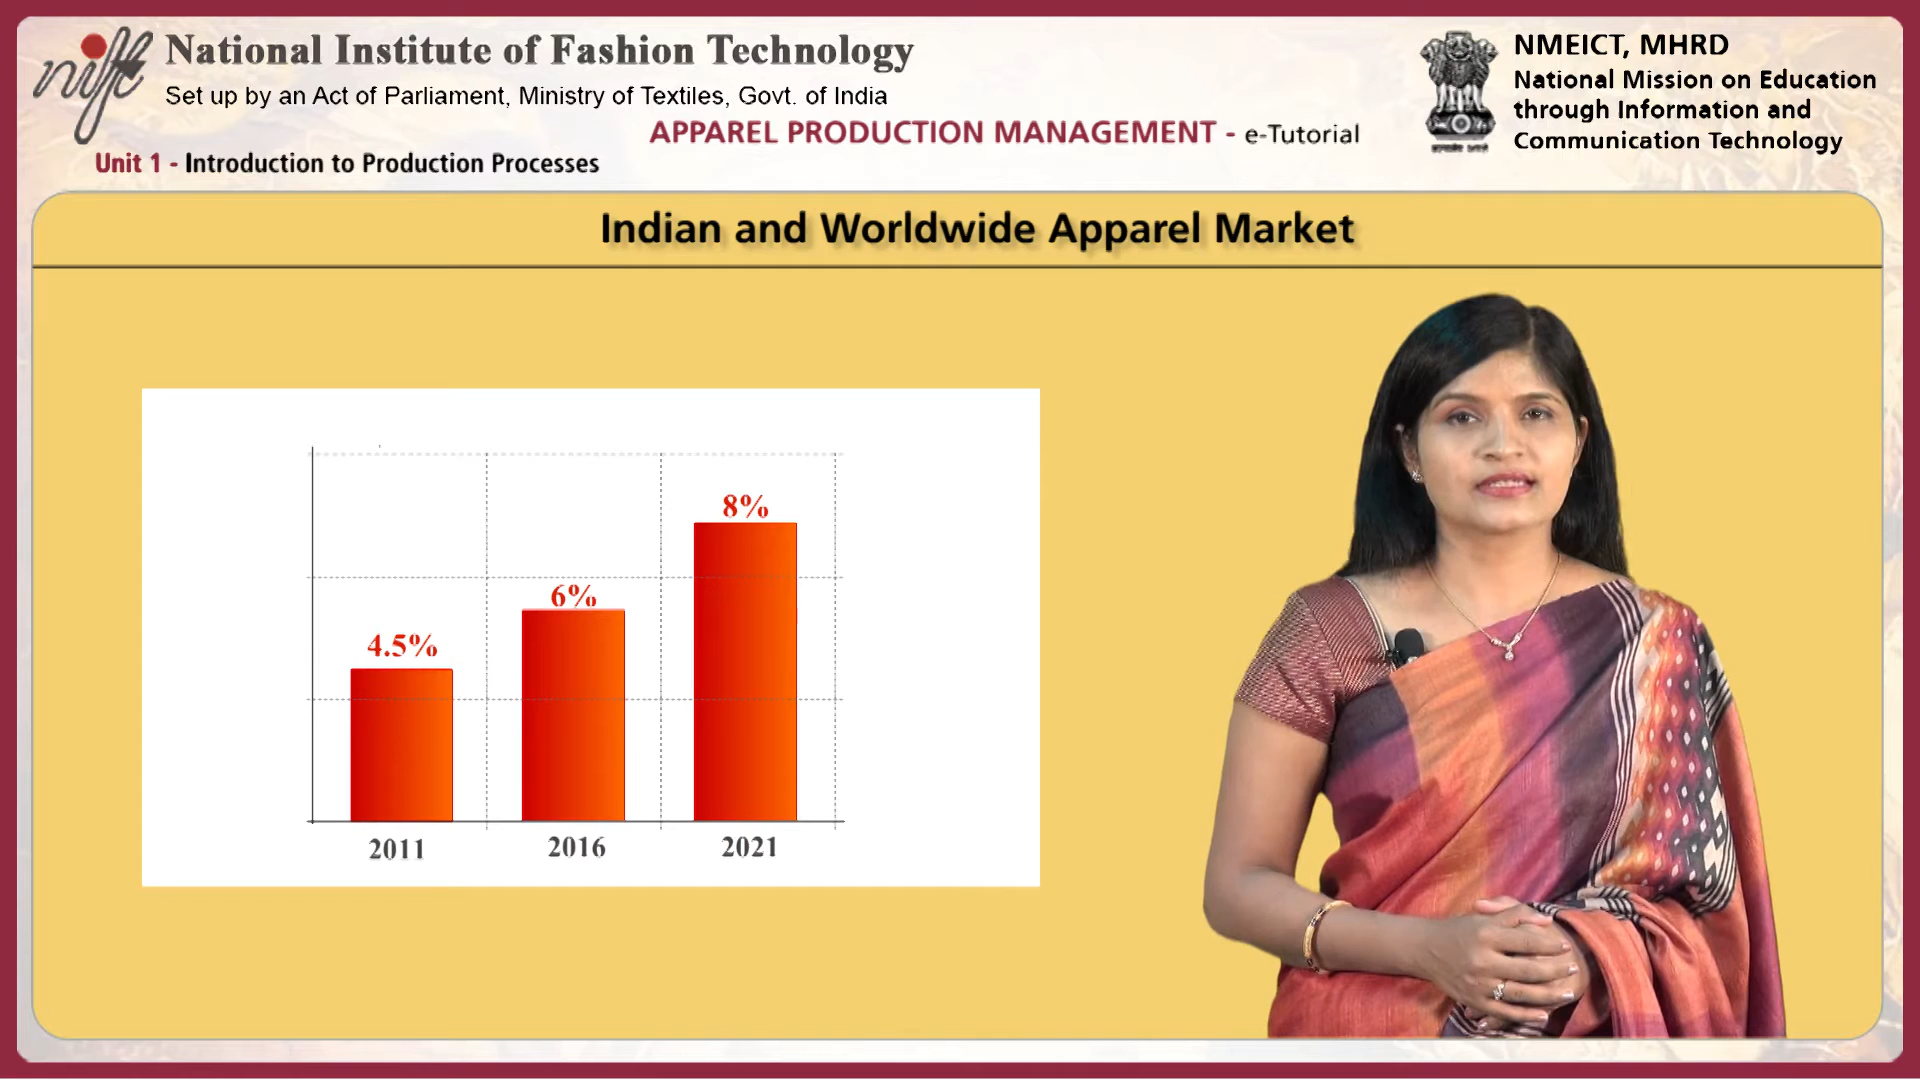 nift
National Institute of Fashion Technology
Set up by an Act of Parliament, Ministry of Textiles, Govt. of India
APPAREL PRODUCTION MANAGEMENT - e-Tutorial
Unit 1 - Introduction to Production Processes
NMEICT, MHRD
National Mission on Education
through Information and
Communication Technology
Indian and Worldwide Apparel Market
4.5%
6%
8%
2011
2016
2021